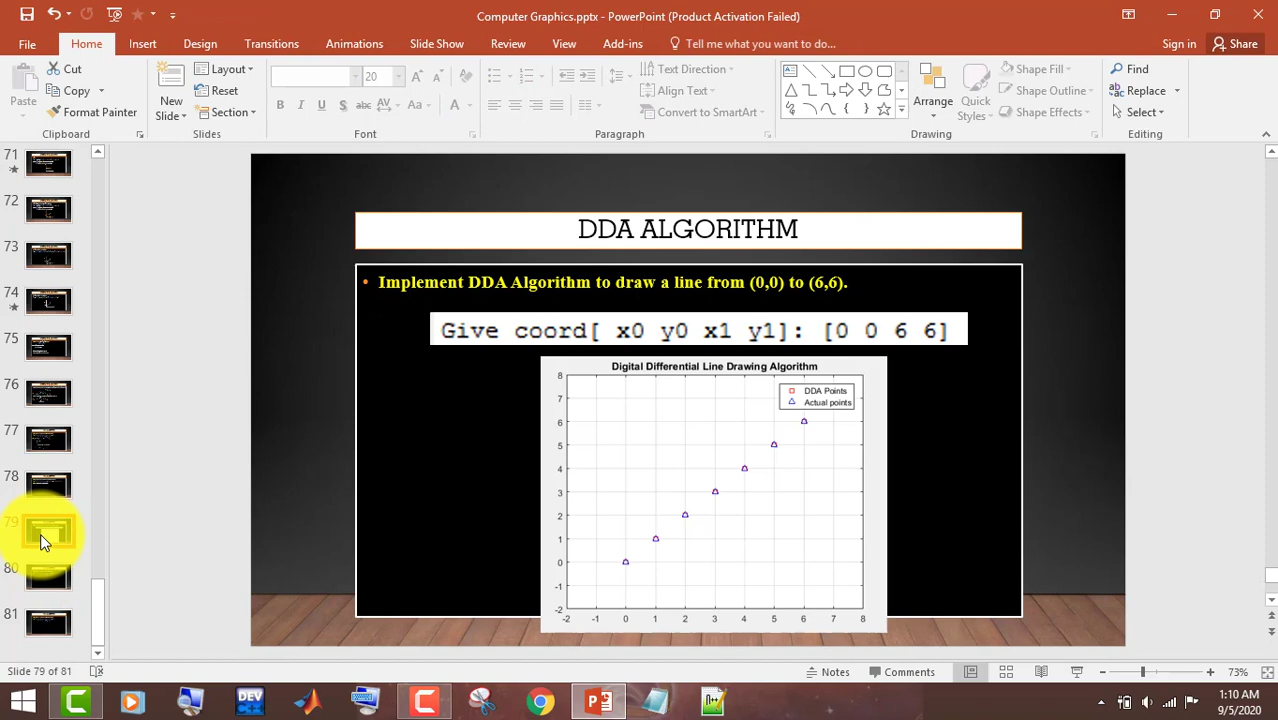 Computer Graphics.pptx - PowerPoint (Product Activation Failed)
File Home Insert Design Transitions Animations Slide Show Review View Add-ins Tell me what you want to do... Sign in Share
Paste
Cut
Copy
Format Painter
Clipboard
New
Slide
Layout
Reset
Section
Slides
20
B I U S abc AV Aa A
Font
Text Direction
Align Text
Convert to SmartArt
Paragraph
Arrange
Quick
Styles
Shape Fill
Shape Outline
Shape Effects
Drawing
Find
Replace
Select
Editing
71
72
73
74
75
76
77
78
79
80
81
DDA ALGORITHM
• Implement DDA Algorithm to draw a line from (0,0) to (6,6).
Give coord[ x0 y0 x1 y1]: [0 0 6 6]
Digital Differential Line Drawing Algorithm
DDA Points
Actual points
8
7
6
5
4
3
2
1
0
-1
-2
-2 -1 0 1 2 3 4 5 6 7 8
Slide 79 of 81
Notes
Comments
73%
DEV
1:10 AM
9/5/2020